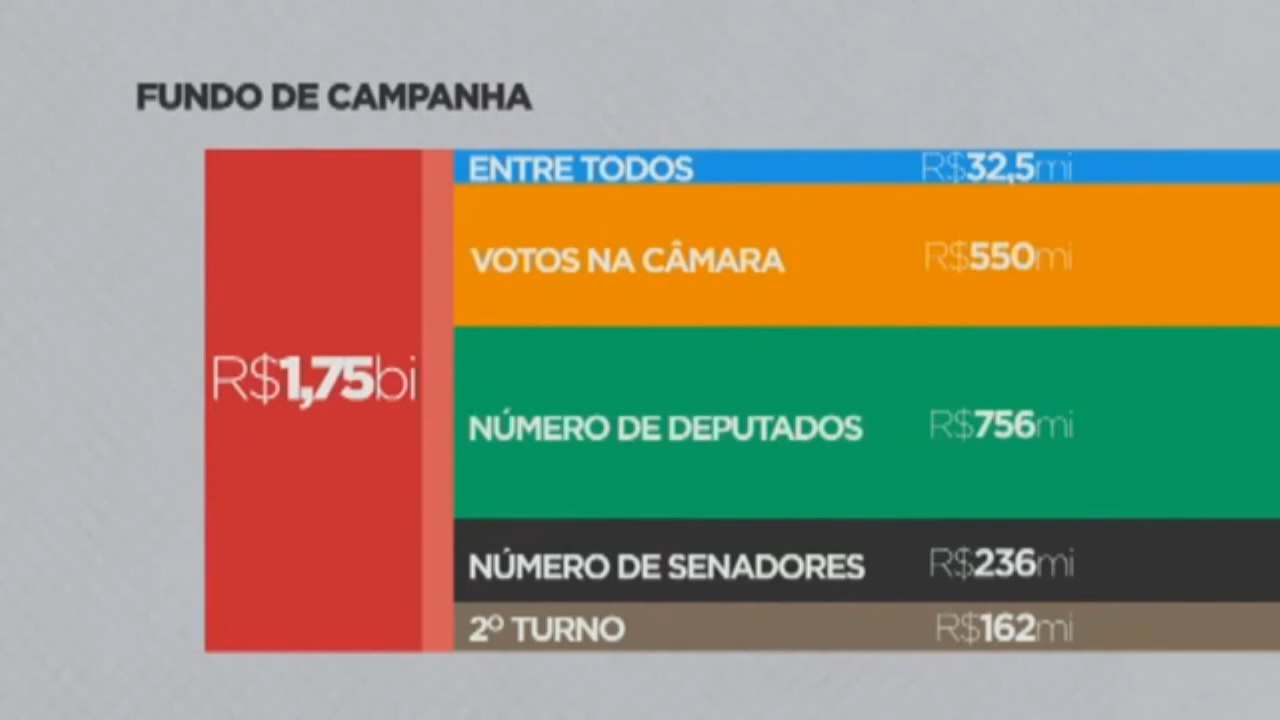 FUNDO DE CAMPANHA
ENTRE TODOS R$32,5mi
VOTOS NA CÂMARA R$550mi
R$1,75bi
NÚMERO DE DEPUTADOS R$756mi
NÚMERO DE SENADORES R$236mi
2º TURNO R$162mi